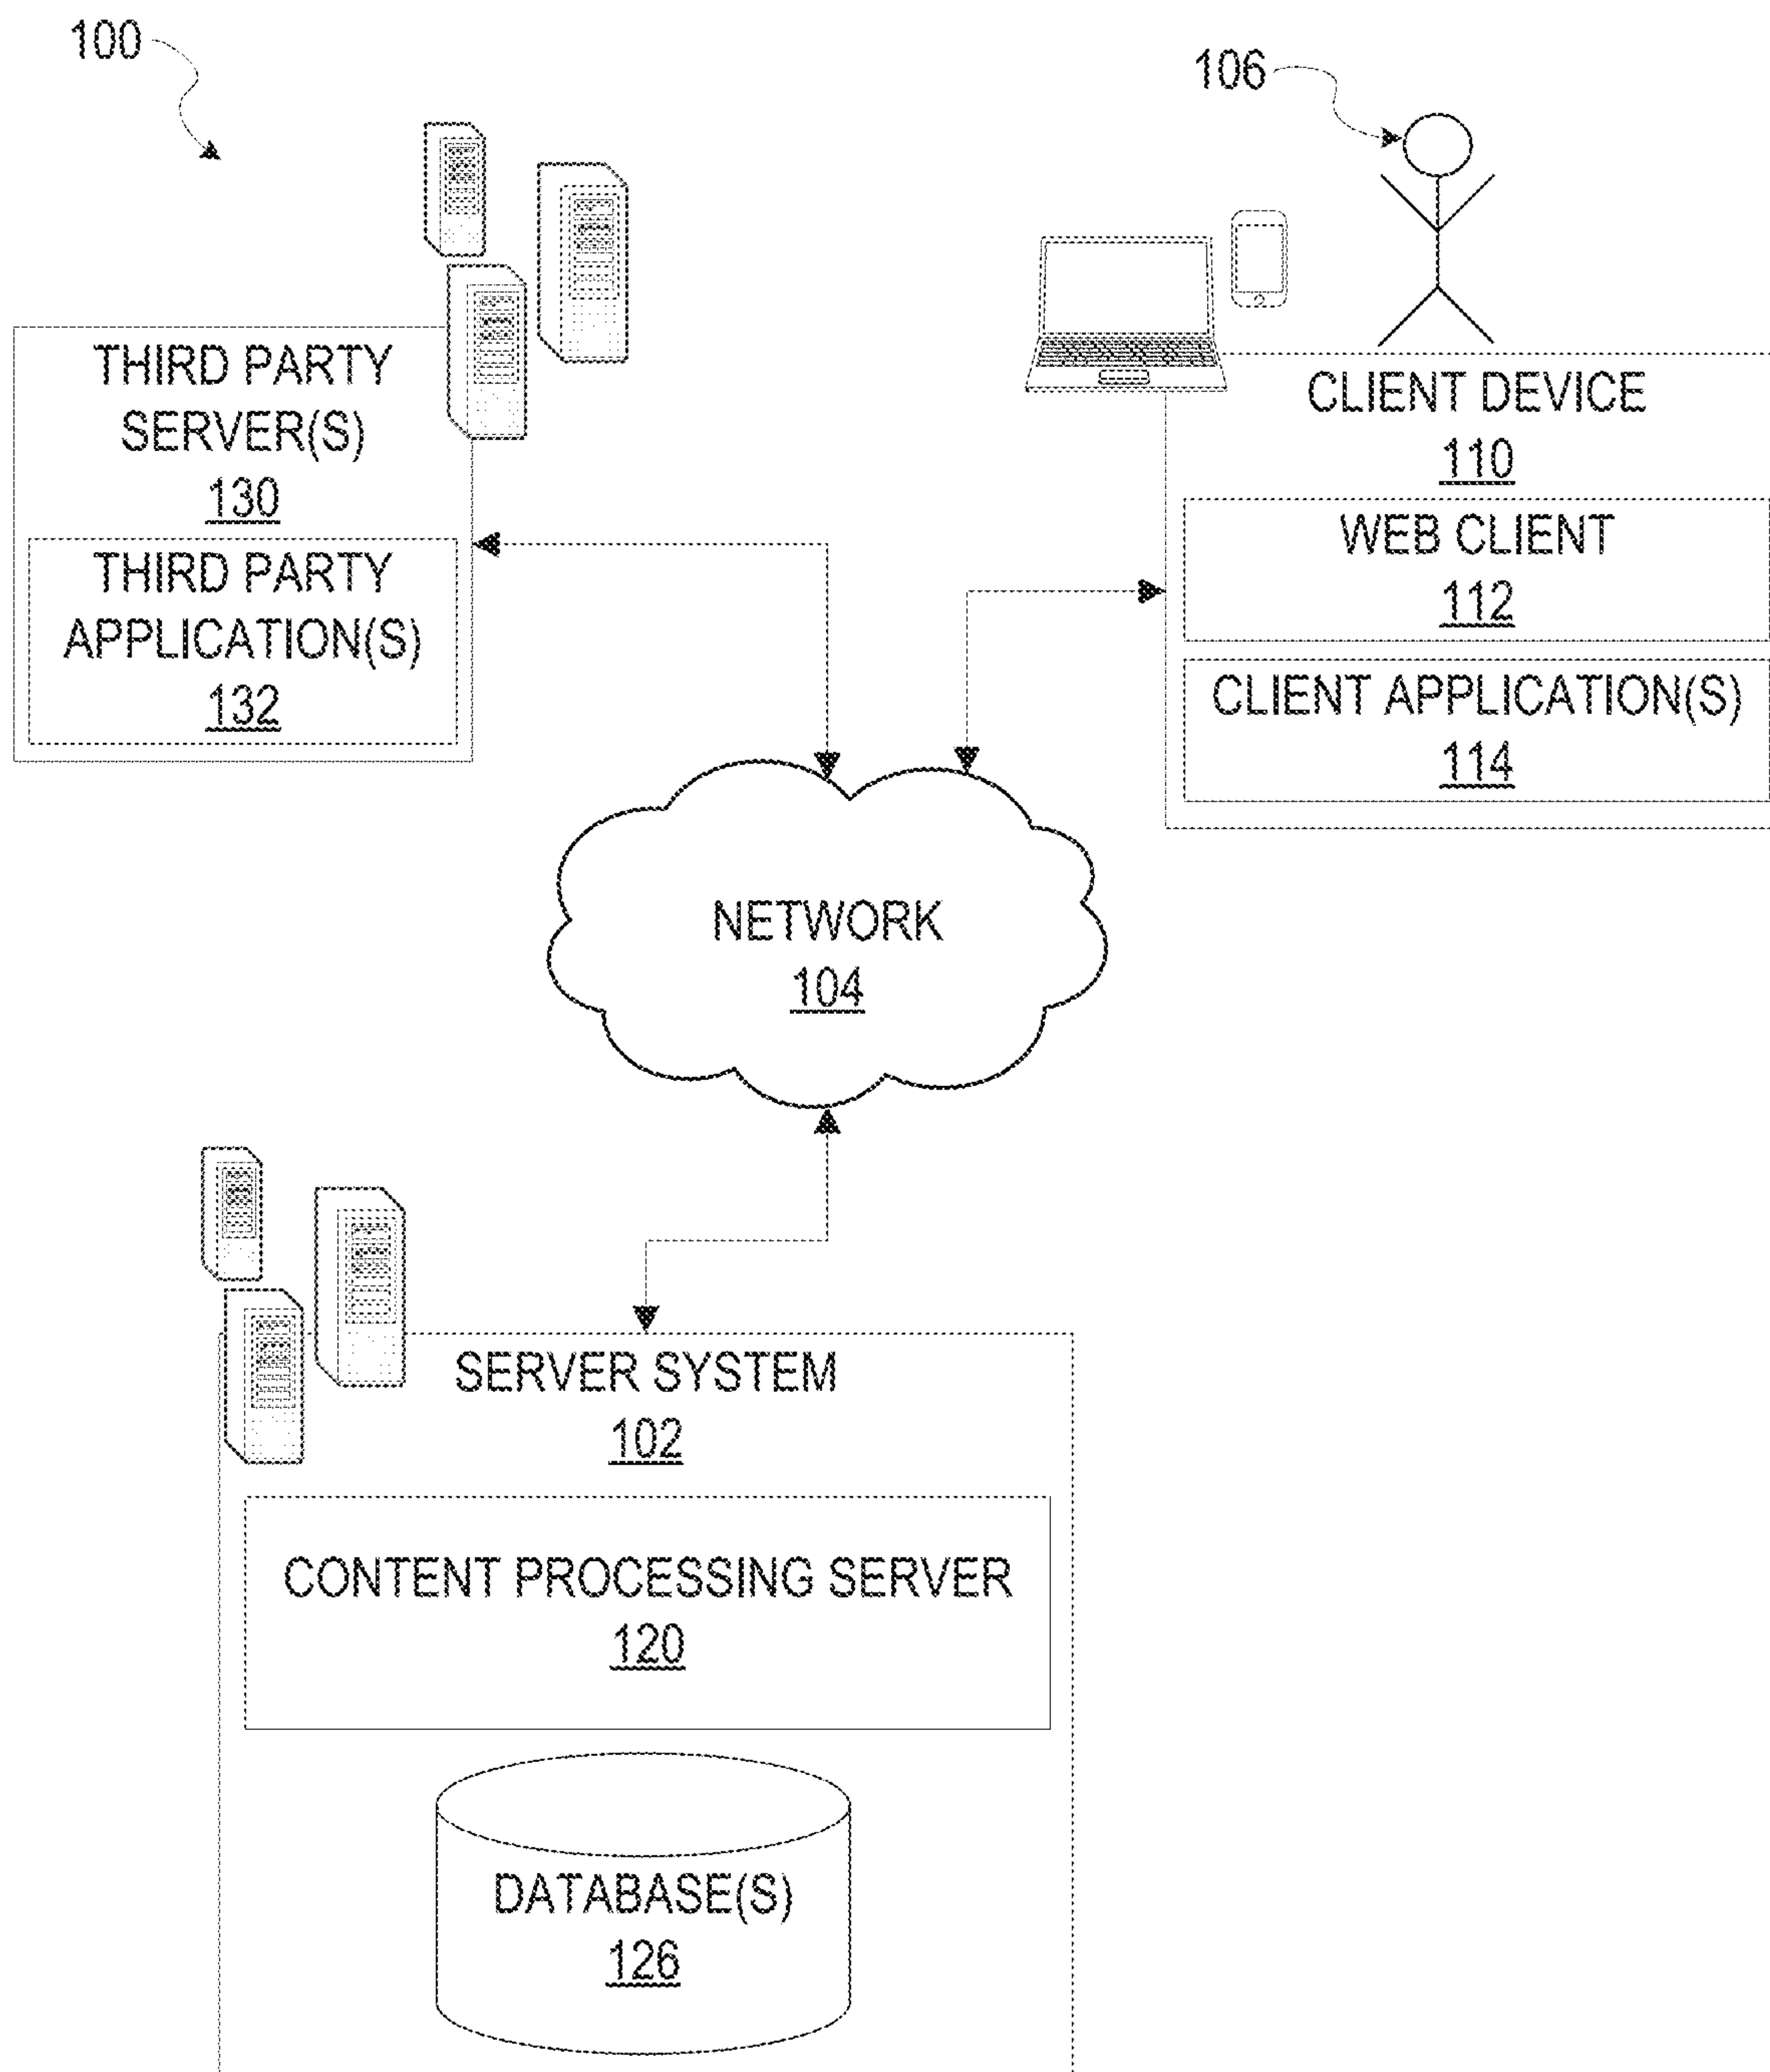 100
106
THIRD PARTY
SERVER(S)
130
THIRD PARTY
APPLICATION(S)
132
CLIENT DEVICE
110
WEB CLIENT
112
CLIENT APPLICATION(S)
114
NETWORK
104
SERVER SYSTEM
102
CONTENT PROCESSING SERVER
120
DATABASE(S)
126